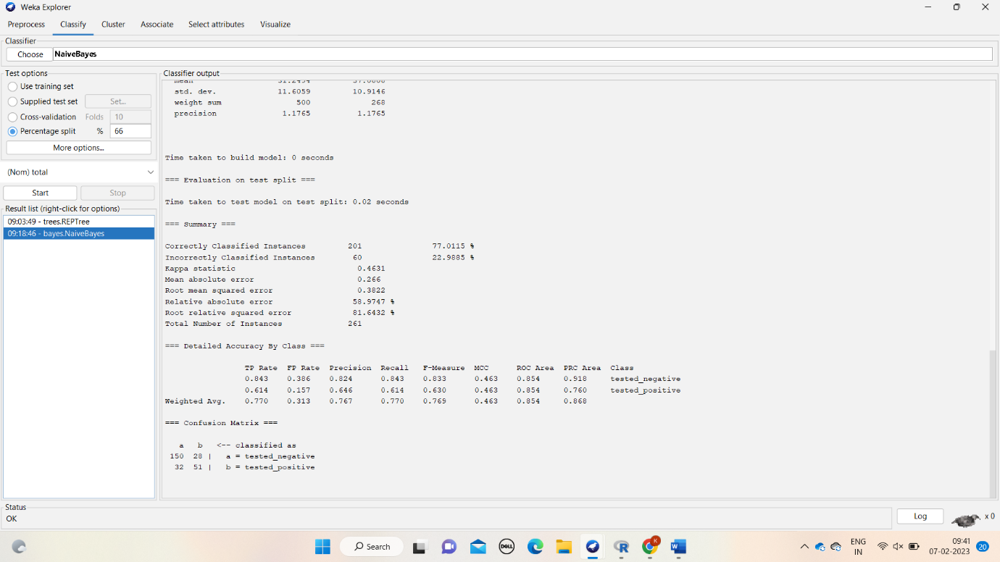 Weka Explorer
Preprocess Classify Cluster Associate Select attributes Visualize
Classifier
Choose NaiveBayes
Test options
Use training set
Supplied test set Set...
Cross-validation Folds 10
Percentage split % 66
More options...
(Nom) total
Start Stop
Result list (right-click for options)
09:03:49 - trees.REPTree
09:18:46 - bayes.NaiveBayes
Classifier output
mean
std. dev. 11.6059 10.9146
weight sum 500 268
precision 1.1765 1.1765
Time taken to build model: 0 seconds
=== Evaluation on test split ===
Time taken to test model on test split: 0.02 seconds
=== Summary ===
Correctly Classified Instances 201 77.0115 %
Incorrectly Classified Instances 60 22.9885 %
Kappa statistic 0.4631
Mean absolute error 0.266
Root mean squared error 0.3822
Relative absolute error 58.9747 %
Root relative squared error 81.6432 %
Total Number of Instances 261
=== Detailed Accuracy By Class ===
TP Rate FP Rate Precision Recall F-Measure MCC ROC Area PRC Area Class
0.843 0.386 0.824 0.843 0.833 0.463 0.854 0.918 tested_negative
0.614 0.157 0.646 0.614 0.630 0.463 0.854 0.760 tested_positive
Weighted Avg. 0.770 0.313 0.767 0.770 0.769 0.463 0.854 0.868
=== Confusion Matrix ===
a b <-- classified as
150 28 | a = tested_negative
32 51 | b = tested_positive
Status
OK
Log
x 0
Search
DELL
R
K
W
ENG
IN
09:41
07-02-2023
20